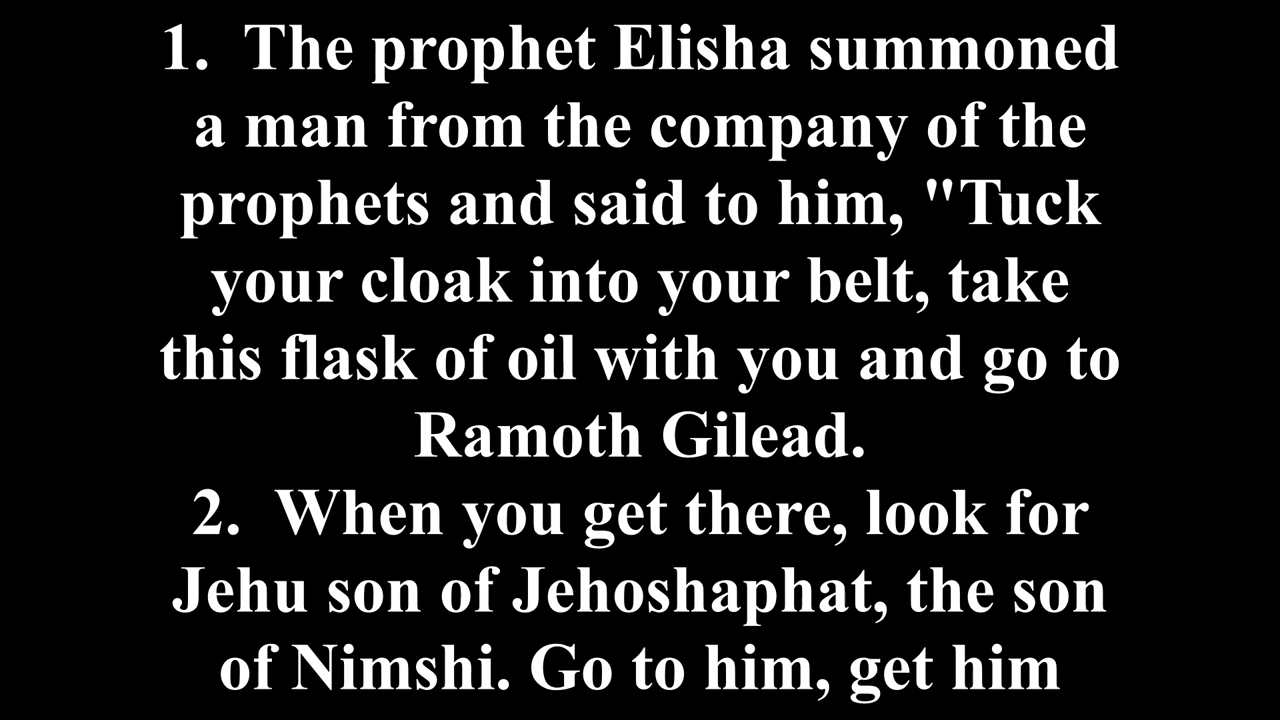 1.  The prophet Elisha summoned
a man from the company of the
prophets and said to him, "Tuck
your cloak into your belt, take
this flask of oil with you and go to
Ramoth Gilead.
2.  When you get there, look for
Jehu son of Jehoshaphat, the son
of Nimshi. Go to him, get him